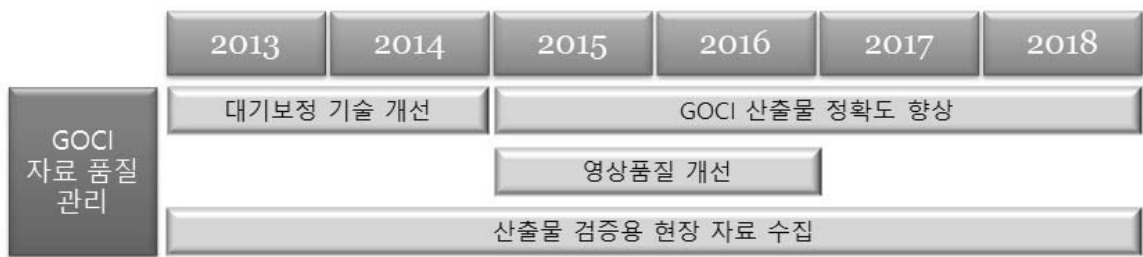 2013 2014 2015 2016 2017 2018
GOCI
자료 품질
관리
대기보정 기술 개선
GOCI 산출물 정확도 향상
영상품질 개선
산출물 검증용 현장 자료 수집